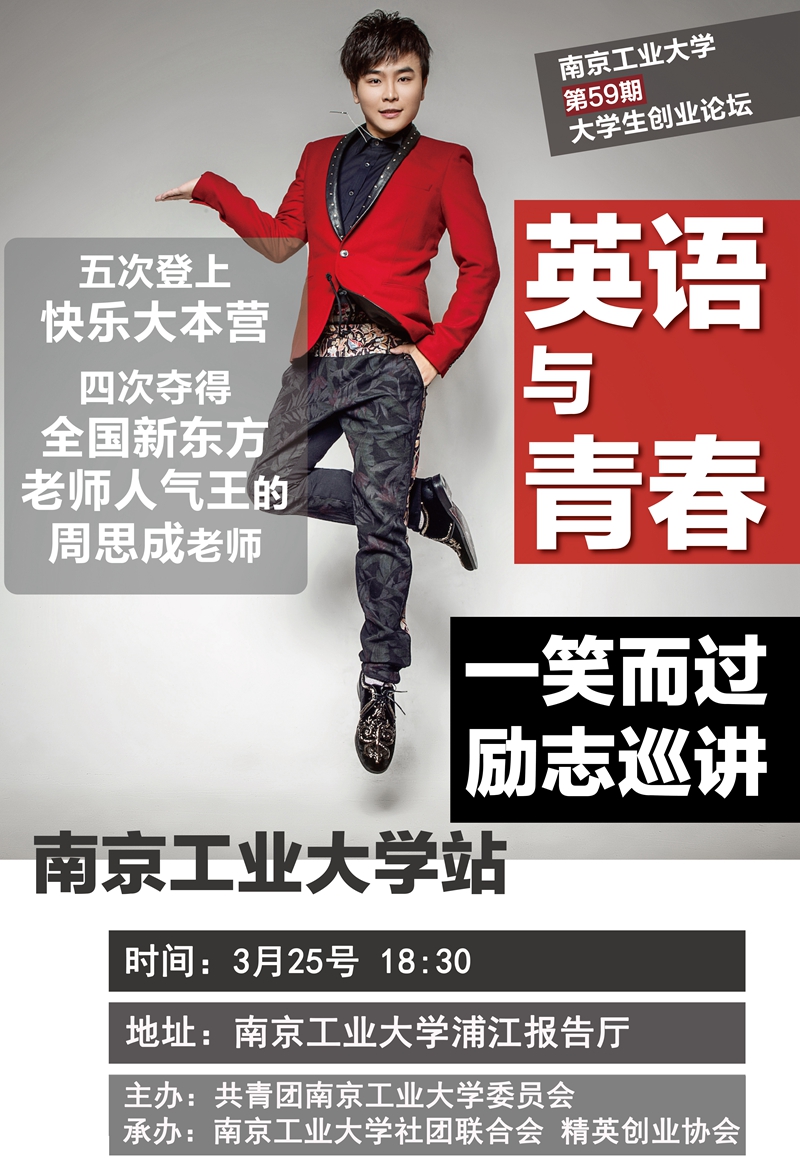 南京工业大学
第59期
大学生创业论坛
英语
与
青春
五次登上
快乐大本营
四次夺得
全国新东方
老师人气王的
周思成老师
一笑而过
励志巡讲
南京工业大学站
时间：3月25号 18:30
地址：南京工业大学浦江报告厅
主办：共青团南京工业大学委员会
承办：南京工业大学社团联合会 精英创业协会